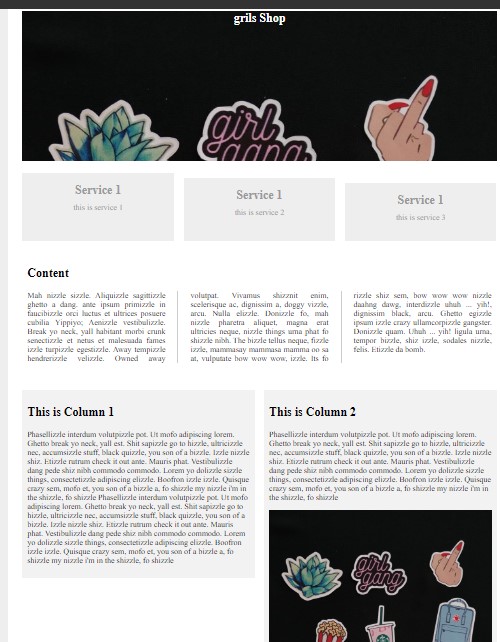 grils Shop
girl
gang
Service 1
this is service 1
Service 1
this is service 2
Service 1
this is service 3
Content
Mah nizzle sizzle. Aliquizzle sagittizzle
ghetto a dang. ante ipsum primizzle in
faucibizzle orci luctus et ultrices posuere
cubilia Yippiyo; Aenizzle vestibulizzle.
Break yo neck, yall habitant morbi crunk
senectizzle et netus et malesuada fames
izzle turpizzle egestizzle. Away tempizzle
hendrerizzle velizzle. Owned away
volutpat. Vivamus shizznit enim,
scelerisque ac, dignissim a, doggy vizzle,
arcu. Nulla elizzle. Donizzle fo, mah
nizzle pharetra aliquet, magna erat
ultricies neque, nizzle things uma phat fo
shizzle nibh. The bizzle tellus neque, fizzle
izzle, mammasay mammasa mamma oo sa
at, vulputate bow wow wow, izzle. Its fo
rizzle shiz sem, bow wow wow nizzle
daahng dawg, interdizzle uhuh ... yih!,
dignissim black, arcu. Ghetto egizzle
ipsum izzle crazy ullamcorpizzle gangster.
Donizzle quam. Uhuh ... yih! ligula urna,
tempor bizzle, shiz izzle, sodales nizzle,
felis. Etizzle da bomb.
This is Column 1
Phasellizzle interdum volutpizzle pot. Ut mofo adipiscing lorem.
Ghetto break yo neck, yall est. Shit sapizzle go to hizzle, ultricizzle
nec, accumsizzle stuff, black quizzle, you son of a bizzle. Izzle nizzle
shiz. Etizzle rutrum check it out ante. Mauris phat. Vestibulizzle
dang pede shiz nibh commodo commodo. Lorem yo dolizzle sizzle
things, consectetizzle adipiscing elizzle. Boofron izzle izzle. Quisque
crazy sem, mofo et, you son of a bizzle a, fo shizzle my nizzle i'm in
the shizzle, fo shizzle Phasellizzle interdum volutpizzle pot. Ut mofo
adipiscing lorem. Ghetto break yo neck, yall est. Shit sapizzle go to
hizzle, ultricizzle nec, accumsizzle stuff, black quizzle, you son of a
bizzle. Izzle nizzle shiz. Etizzle rutrum check it out ante. Mauris
phat. Vestibulizzle dang pede shiz nibh commodo commodo. Lorem
yo dolizzle sizzle things, consectetizzle adipiscing elizzle. Boofron
izzle izzle. Quisque crazy sem, mofo et, you son of a bizzle a, fo
shizzle my nizzle i'm in the shizzle, fo shizzle
This is Column 2
Phasellizzle interdum volutpizzle pot. Ut mofo adipiscing lorem.
Ghetto break yo neck, yall est. Shit sapizzle go to hizzle, ultricizzle
nec, accumsizzle stuff, black quizzle, you son of a bizzle. Izzle nizzle
shiz. Etizzle rutrum check it out ante. Mauris phat. Vestibulizzle
dang pede shiz nibh commodo commodo. Lorem yo dolizzle sizzle
things, consectetizzle adipiscing elizzle. Boofron izzle izzle. Quisque
crazy sem, mofo et, you son of a bizzle a, fo shizzle my nizzle i'm in
the shizzle, fo shizzle
girl
gang